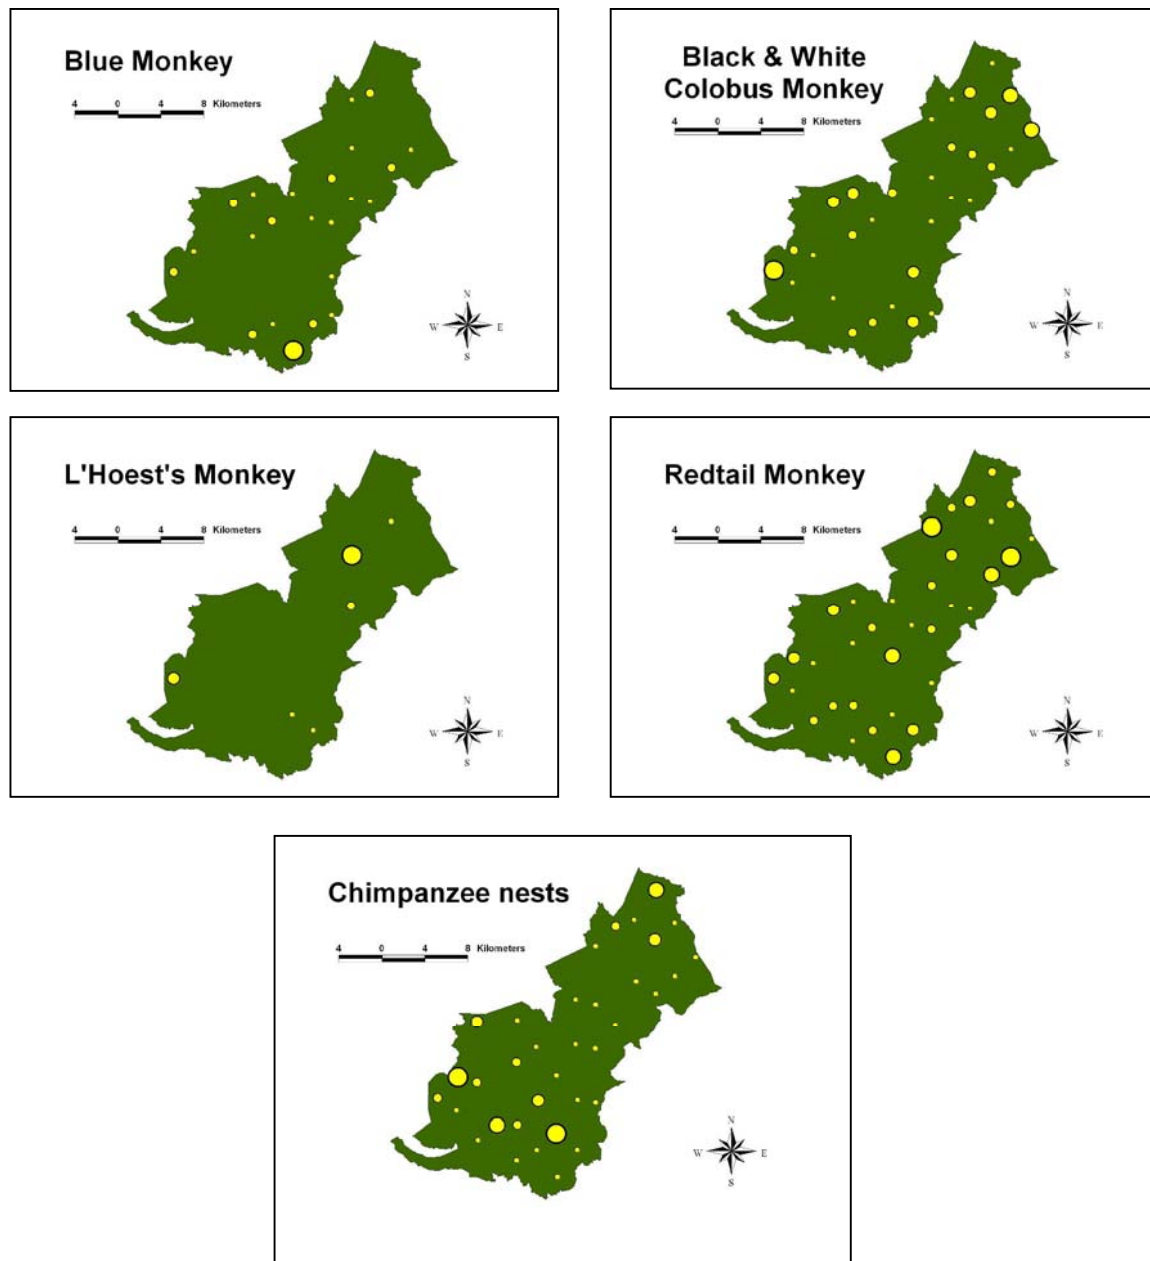 Blue Monkey
4 0 4 8 Kilometers
N
W E
S
Black & White
Colobus Monkey
4 0 4 8 Kilometers
N
W E
S
L'Hoest's Monkey
4 0 4 8 Kilometers
N
W E
S
Redtail Monkey
4 0 4 8 Kilometers
N
W E
S
Chimpanzee nests
4 0 4 8 Kilometers
N
W E
S